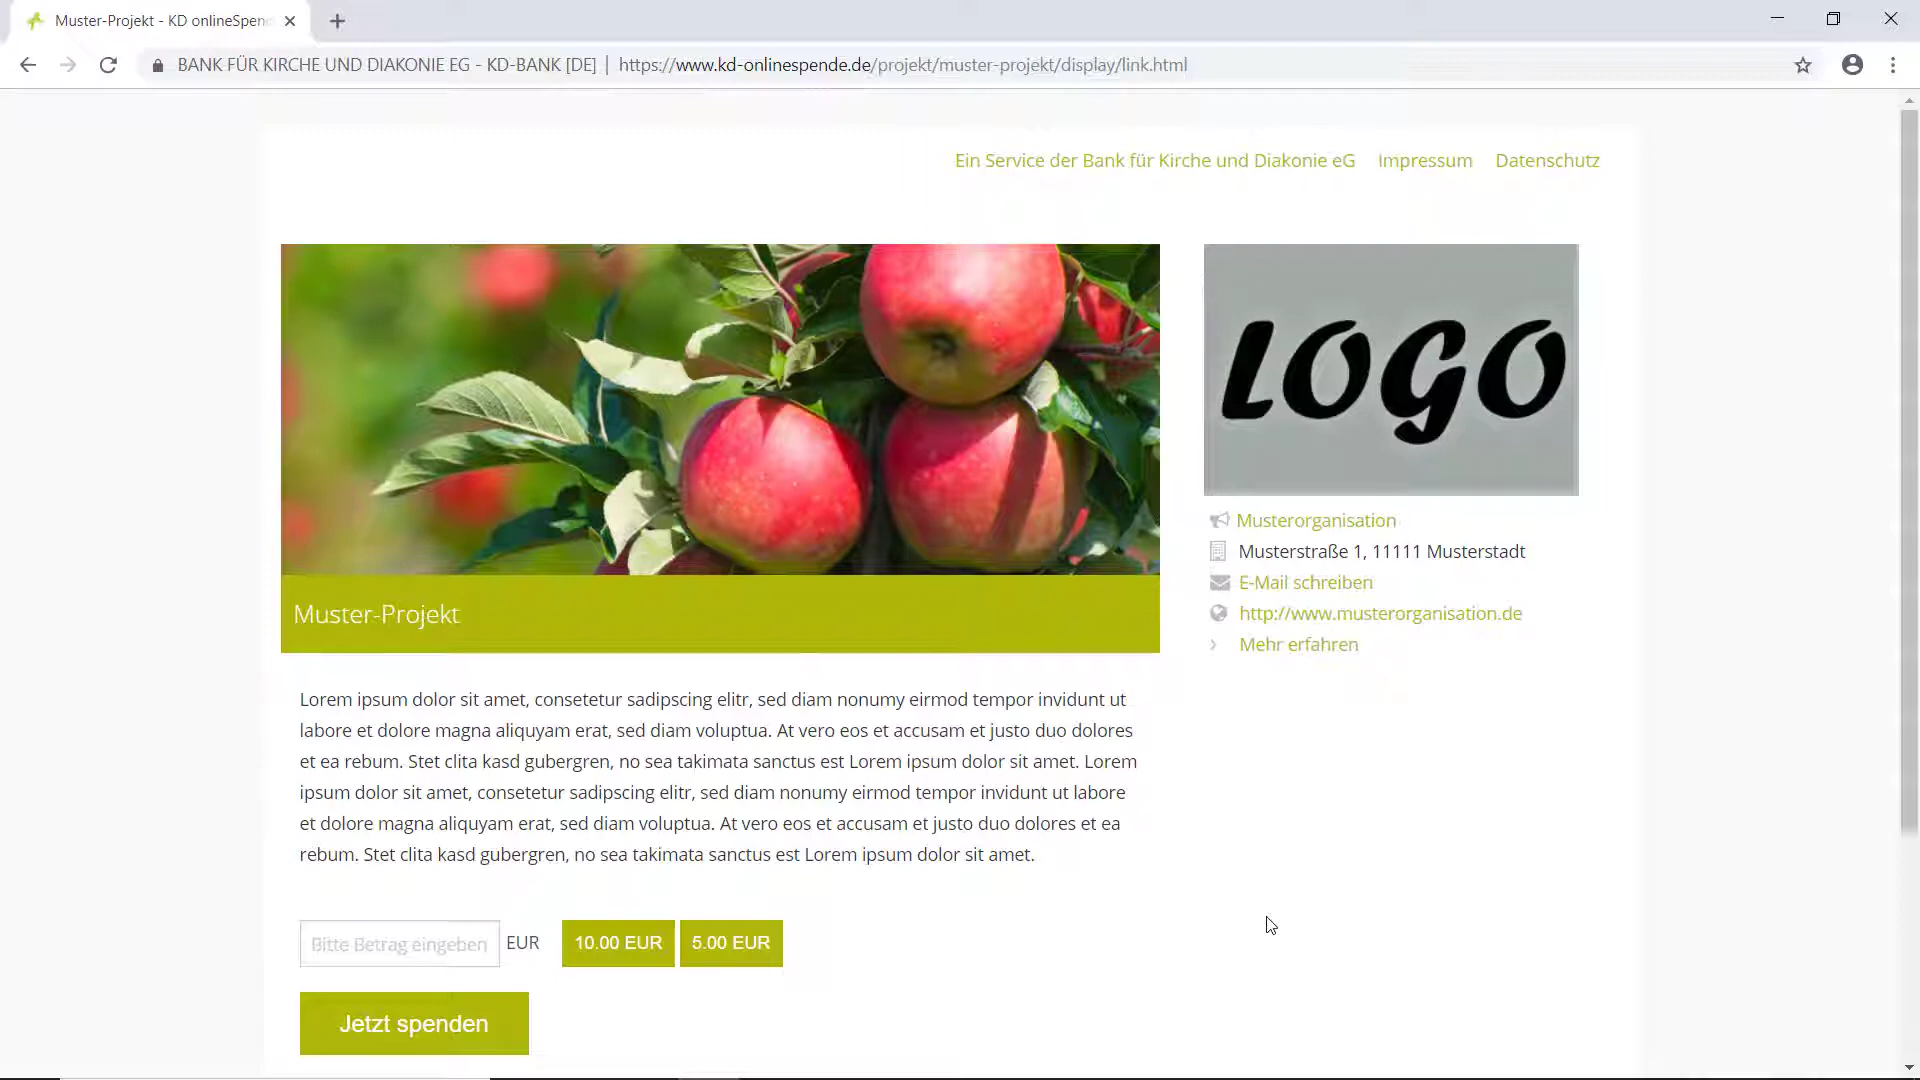 Muster-Projekt - KD onlineSpend
BANK FÜR KIRCHE UND DIAKONIE EG - KD-BANK [DE] | https://www.kd-onlinespende.de/projekt/muster-projekt/display/link.html
Ein Service der Bank für Kirche und Diakonie eG Impressum Datenschutz
LOGO
Musterorganisation
Musterstraße 1, 11111 Musterstadt
E-Mail schreiben
http://www.musterorganisation.de
Mehr erfahren
Muster-Projekt
Lorem ipsum dolor sit amet, consetetur sadipscing elitr, sed diam nonumy eirmod tempor invidunt ut
labore et dolore magna aliquyam erat, sed diam voluptua. At vero eos et accusam et justo duo dolores
et ea rebum. Stet clita kasd gubergren, no sea takimata sanctus est Lorem ipsum dolor sit amet. Lorem
ipsum dolor sit amet, consetetur sadipscing elitr, sed diam nonumy eirmod tempor invidunt ut labore
et dolore magna aliquyam erat, sed diam voluptua. At vero eos et accusam et justo duo dolores et ea
rebum. Stet clita kasd gubergren, no sea takimata sanctus est Lorem ipsum dolor sit amet.
Bitte Betrag eingeben EUR 10.00 EUR 5.00 EUR
Jetzt spenden